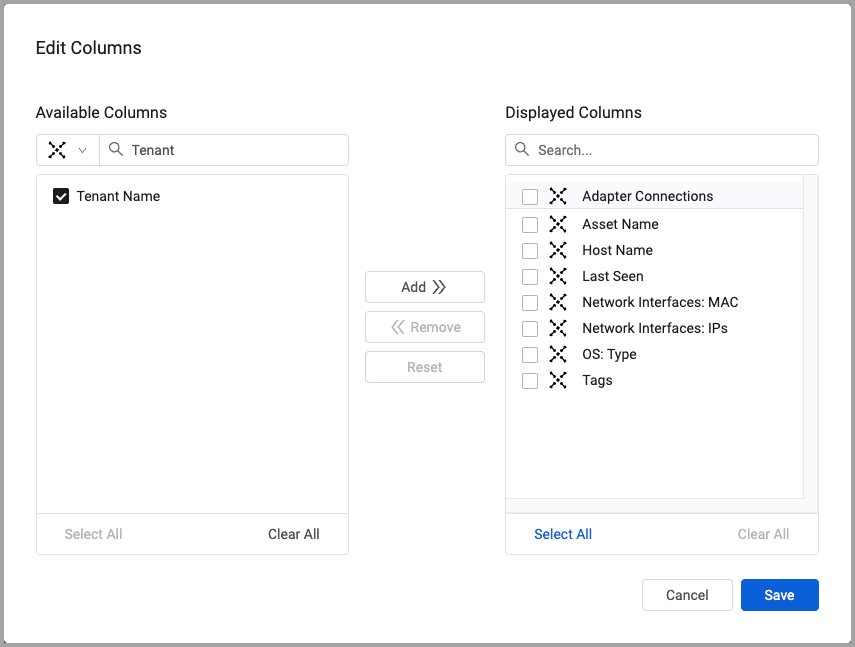 Edit Columns
Available Columns
Tenant
Tenant Name
Select All
Clear All
Add
Remove
Reset
Displayed Columns
Search...
Adapter Connections
Asset Name
Host Name
Last Seen
Network Interfaces: MAC
Network Interfaces: IPs
OS: Type
Tags
Select All
Clear All
Cancel
Save